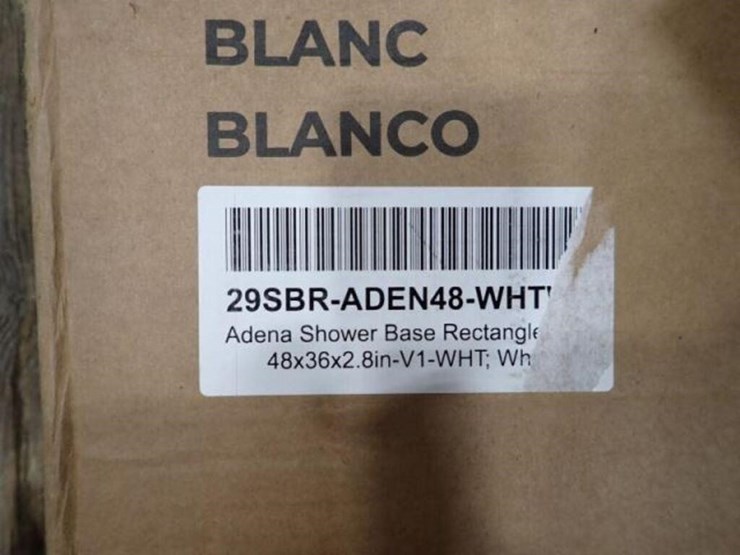 BLANC
BLANCO
29SBR-ADEN48-WHT
Adena Shower Base Rectangle
48x36x2.8in-V1-WHT; Wh